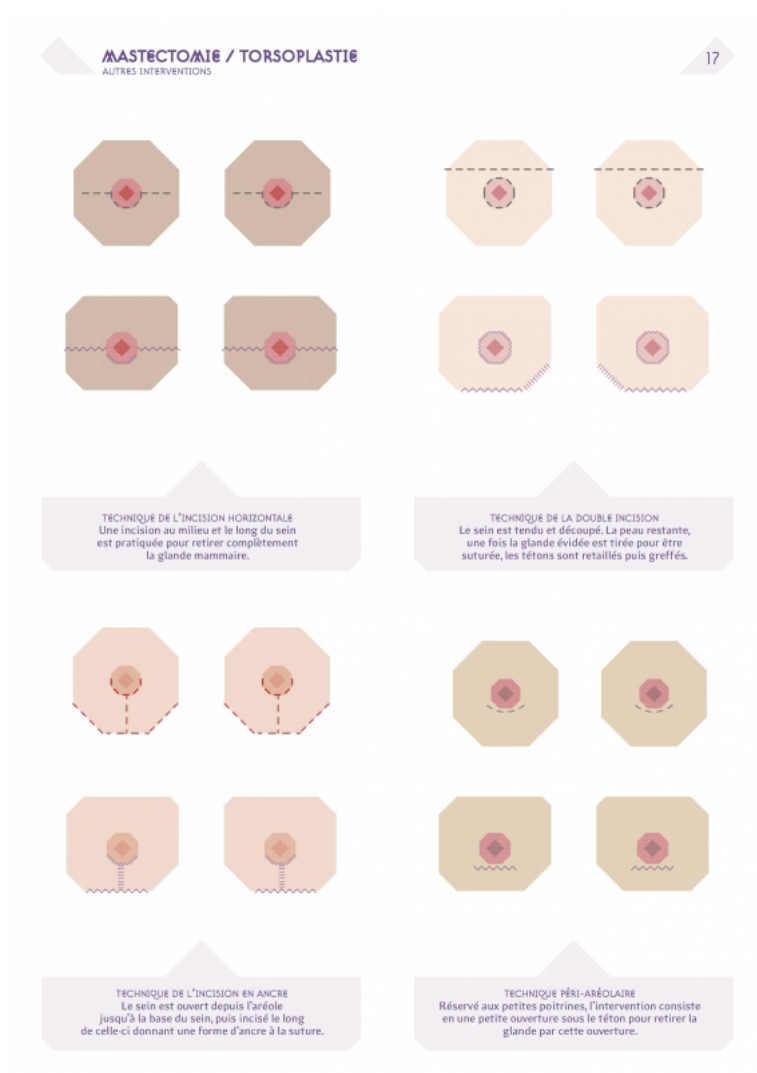 MASTECTOMIE / TORSOPLASTIE
AUTRES INTERVENTIONS
17
TECHNIQUE DE L'INCISION HORIZONTALE
Une incision au milieu et le long du sein
est pratiquée pour retirer complètement
la glande mammaire.
TECHNIQUE DE LA DOUBLE INCISION
Le sein est tendu et découpé. La peau restante,
une fois la glande évidée est tirée pour être
suturée, les tétons sont retaillés puis greffés.
TECHNIQUE DE L'INCISION EN ANCRE
Le sein est ouvert depuis l'aréole
jusqu'à la base du sein, puis incisé le long
de celle-ci donnant une forme d'ancre à la suture.
TECHNIQUE PÉRI-ARÉOLAIRE
Réservé aux petites poitrines, l'intervention consiste
en une petite ouverture sous le téton pour retirer la
glande par cette ouverture.